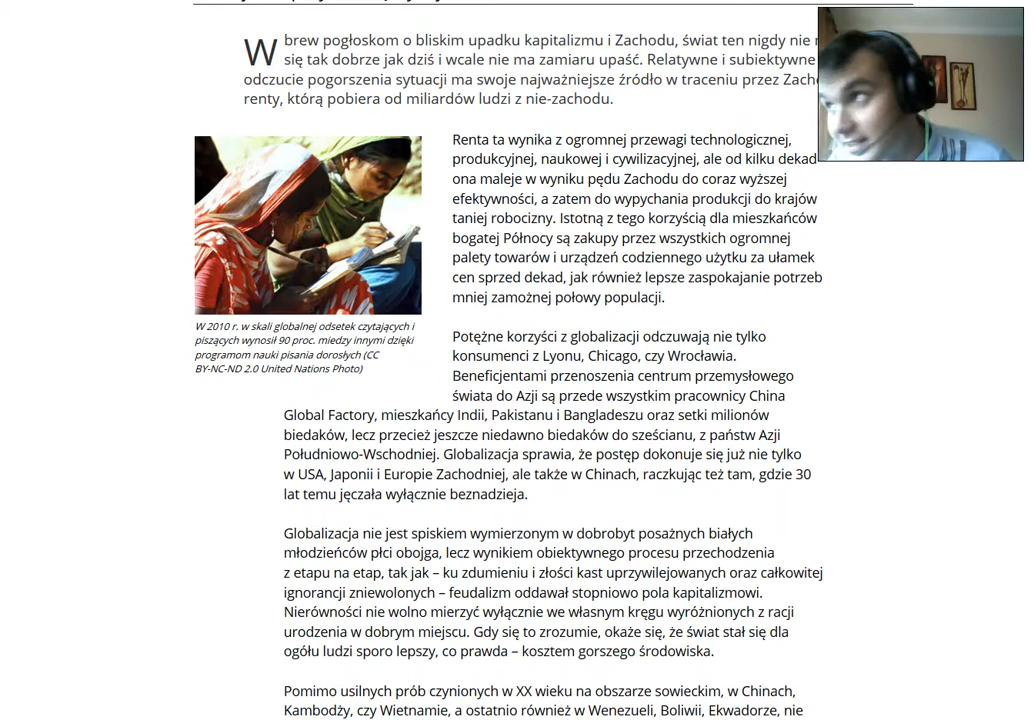 Wbrew pogłoskom o bliskim upadku kapitalizmu i Zachodu, świat ten nigdy nie
się tak dobrze jak dziś i wcale nie ma zamiaru upaść. Relatywne i subiektywne
odczucie pogorszenia sytuacji ma swoje najważniejsze źródło w traceniu przez
renty, którą pobiera od miliardów ludzi z nie-zachodu.
W 2010 r. w skali globalnej odsetek czytających i
piszących wynosił 90 proc. miedzy innymi dzięki
programom nauki pisania dorosłych (CC
BY-NC-ND 2.0 United Nations Photo)
Renta ta wynika z ogromnej przewagi technologicznej,
produkcyjnej, naukowej i cywilizacyjnej, ale od kilku dekad
ona maleje w wyniku pędu Zachodu do coraz wyższej
efektywności, a zatem do wypychania produkcji do krajów
taniej robocizny. Istotną z tego korzyścią dla mieszkańców
bogatej Północy są zakupy przez wszystkich ogromnej
palety towarów i urządzeń codziennego użytku za ułamek
cen sprzed dekad, jak również lepsze zaspokajanie potrzeb
mniej zamożnej połowy populacji.
Potężne korzyści z globalizacji odczuwają nie tylko
konsumenci z Lyonu, Chicago, czy Wrocławia.
Beneficjentami przenoszenia centrum przemysłowego
świata do Azji są przede wszystkim pracownicy China
Global Factory, mieszkańcy Indii, Pakistanu i Bangladeszu oraz setki milionów
biedaków, lecz przecież jeszcze niedawno biedaków do sześcianu, z państw Azji
Południowo-Wschodniej. Globalizacja sprawia, że postęp dokonuje się już nie tylko
w USA, Japonii i Europie Zachodniej, ale także w Chinach, raczkując też tam, gdzie 30
lat temu jęczała wyłącznie beznadzieja.
Globalizacja nie jest spiskiem wymierzonym w dobrobyt posażnych białych
młodzieńców płci obojga, lecz wynikiem obiektywnego procesu przechodzenia
z etapu na etap, tak jak – ku zdumieniu i złości kast uprzywilejowanych oraz całkowitej
ignorancji zniewolonych – feudalizm oddawał stopniowo pola kapitalizmowi.
Nierówności nie wolno mierzyć wyłącznie we własnym kręgu wyróżnionych z racji
urodzenia w dobrym miejscu. Gdy się to zrozumie, okaże się, że świat stał się dla
ogółu ludzi sporo lepszy, co prawda – kosztem gorszego środowiska.
Pomimo usilnych prób czynionych w XX wieku na obszarze sowieckim, w Chinach,
Kambodży, czy Wietnamie, a ostatnio również w Wenezueli, Boliwii, Ekwadorze, nie